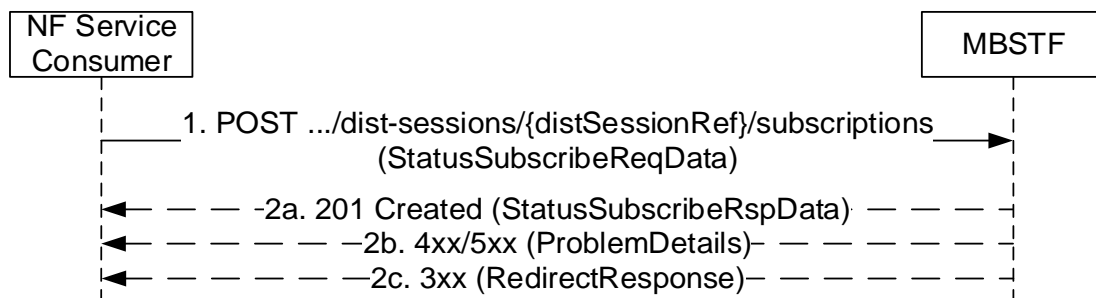 NF Service
Consumer
MBSTF
1. POST .../dist-sessions/{distSessionRef}/subscriptions
(StatusSubscribeReqData)
2a. 201 Created (StatusSubscribeRspData)
2b. 4xx/5xx (ProblemDetails)
2c. 3xx (RedirectResponse)